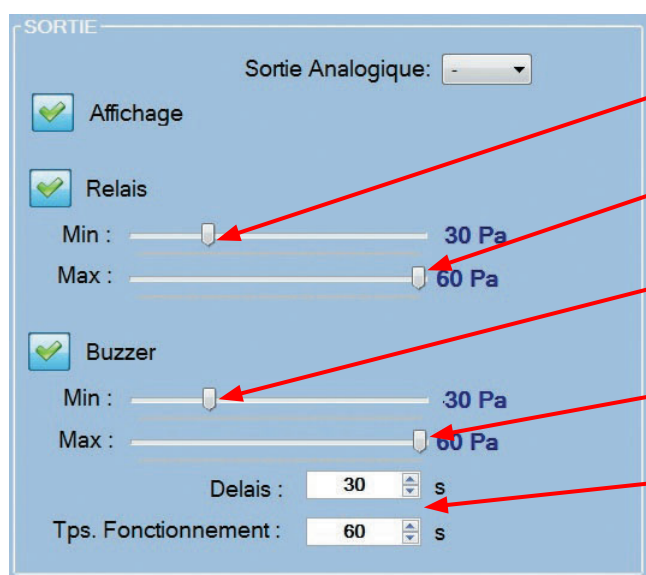 SORTIE
Sortie Analogique: -
Affichage
Relais
Min : 30 Pa
Max : 60 Pa
Buzzer
Min : 30 Pa
Max : 60 Pa
Delais : 30 s
Tps. Fonctionnement : 60 s